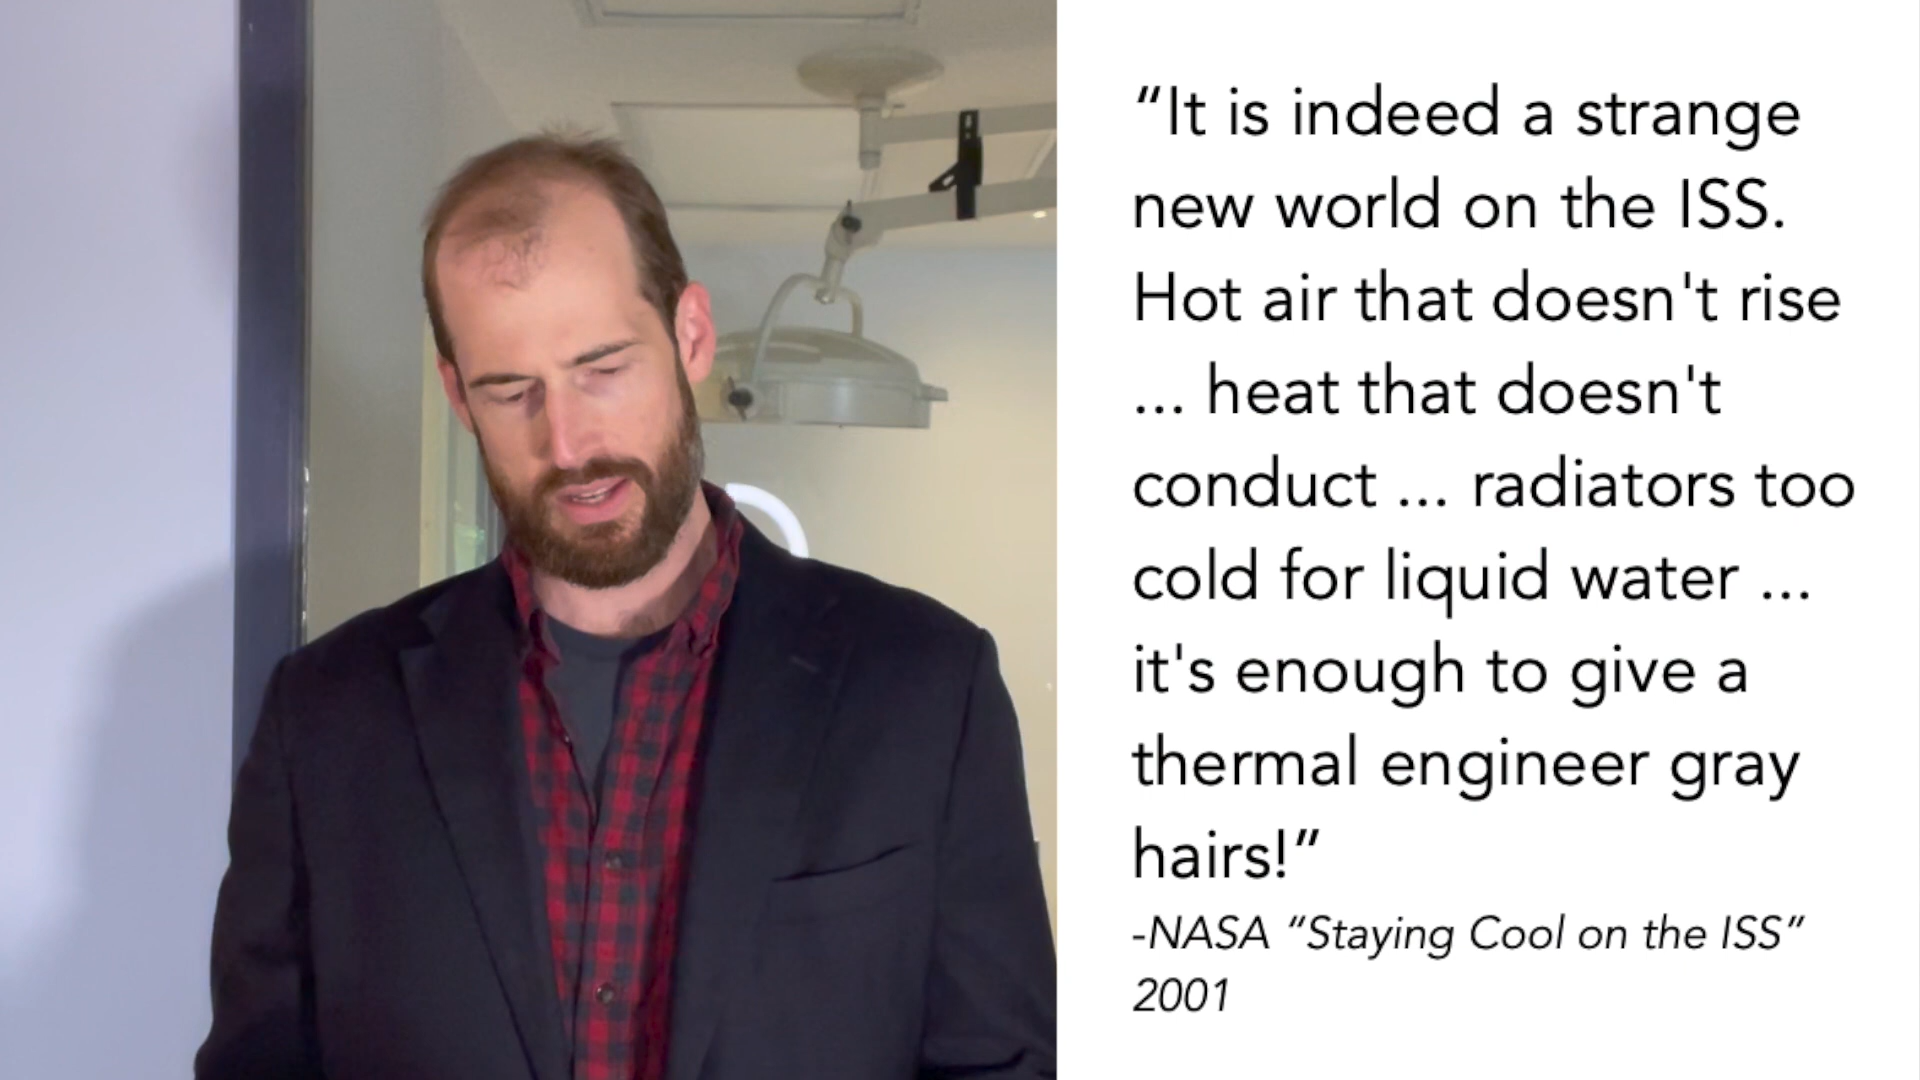 “It is indeed a strange
new world on the ISS.
Hot air that doesn't rise
... heat that doesn't
conduct ... radiators too
cold for liquid water ...
it's enough to give a
thermal engineer gray
hairs!”
-NASA “Staying Cool on the ISS”
2001